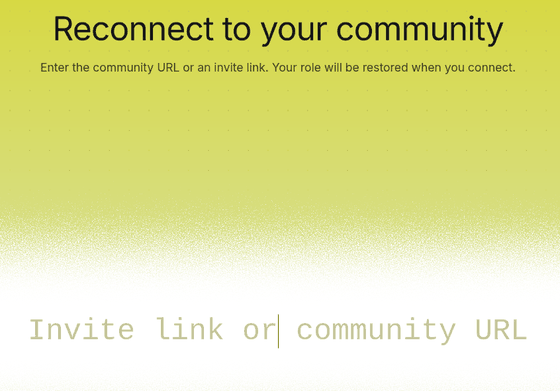 Reconnect to your community
Enter the community URL or an invite link. Your role will be restored when you connect.
Invite link or community URL